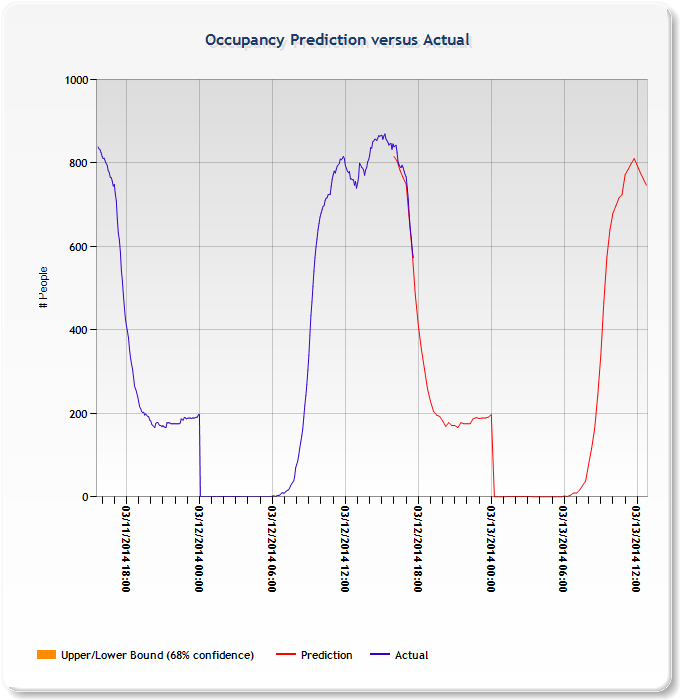 Occupancy Prediction versus Actual
1000
800
600
400
200
0
# People
03/11/2014 18:00
03/12/2014 00:00
03/12/2014 06:00
03/12/2014 12:00
03/12/2014 18:00
03/13/2014 00:00
03/13/2014 06:00
03/13/2014 12:00
Upper/Lower Bound (68% confidence)
Prediction
Actual